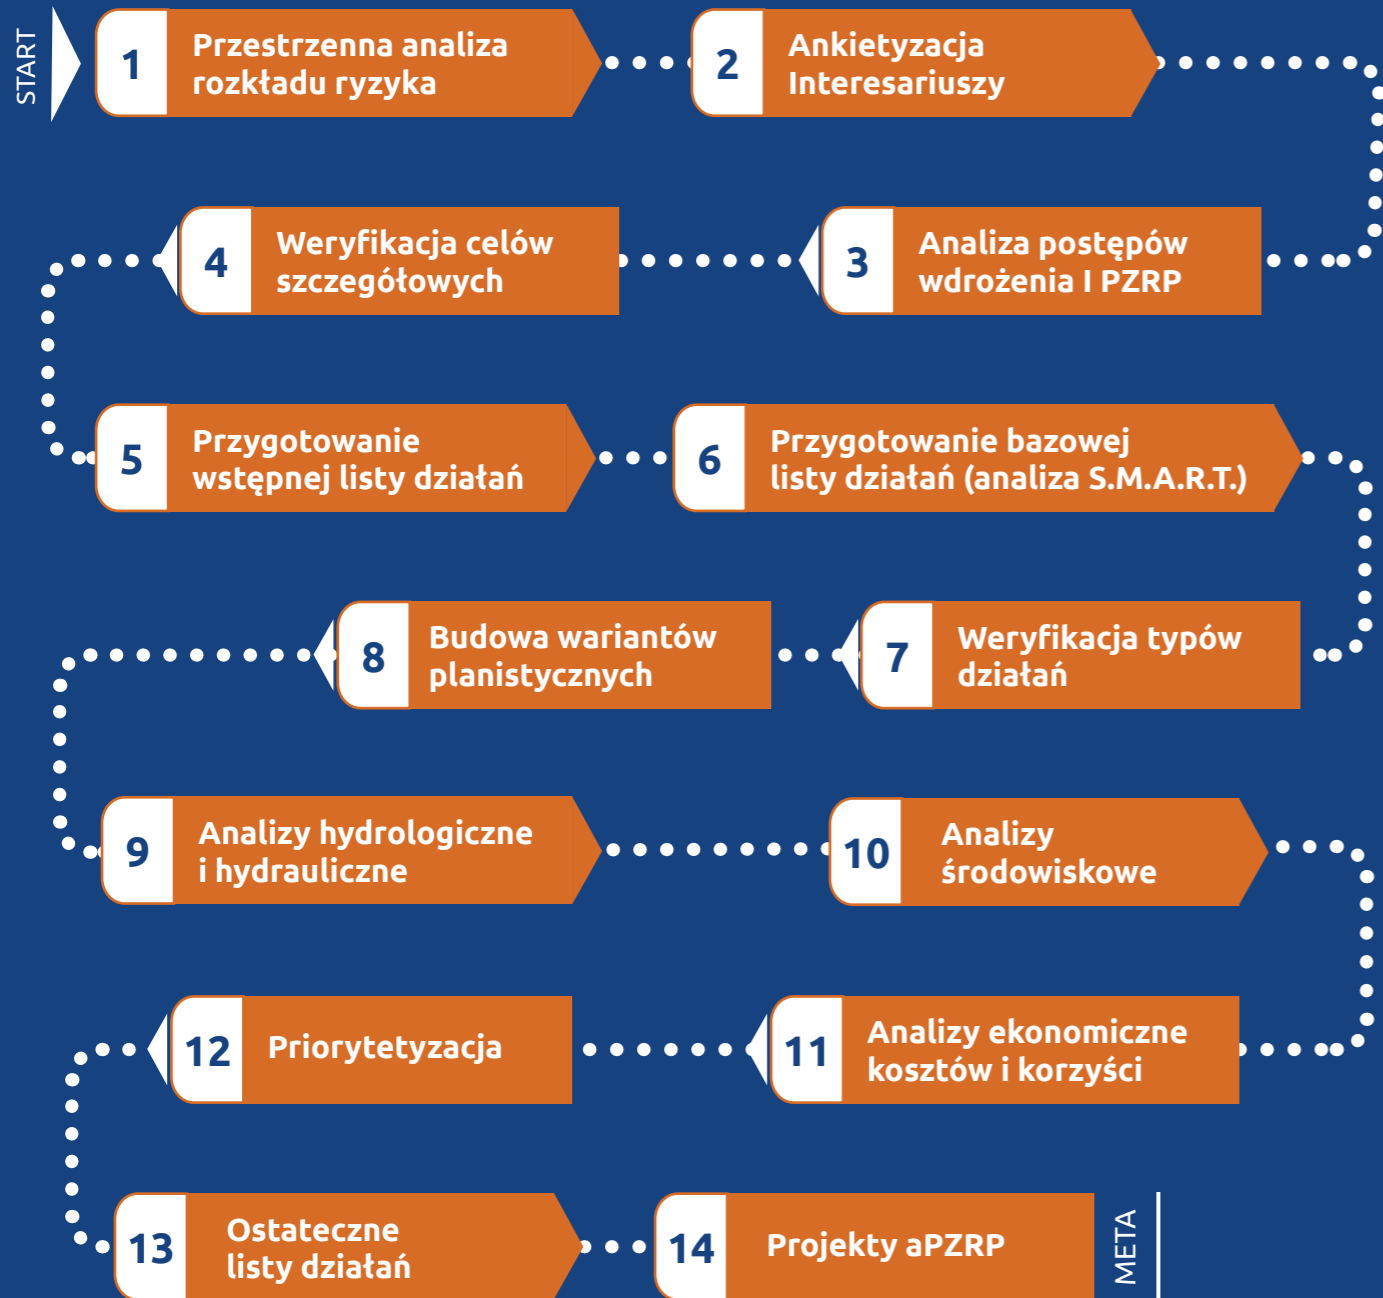 START
1
Przestrzenna analiza
rozkładu ryzyka
2
Ankietyzacja
Interesariuszy
3
Analiza postępów
wdrożenia I PZRP
4
Weryfikacja celów
szczegółowych
5
Przygotowanie
wstępnej listy działań
6
Przygotowanie bazowej
listy działań (analiza S.M.A.R.T.)
7
Weryfikacja typów
działań
8
Budowa wariantów
planistycznych
9
Analizy hydrologiczne
i hydrauliczne
10
Analizy
środowiskowe
11
Analizy ekonomiczne
kosztów i korzyści
12
Priorytetyzacja
13
Ostateczne
listy działań
14
Projekty aPZRP
META